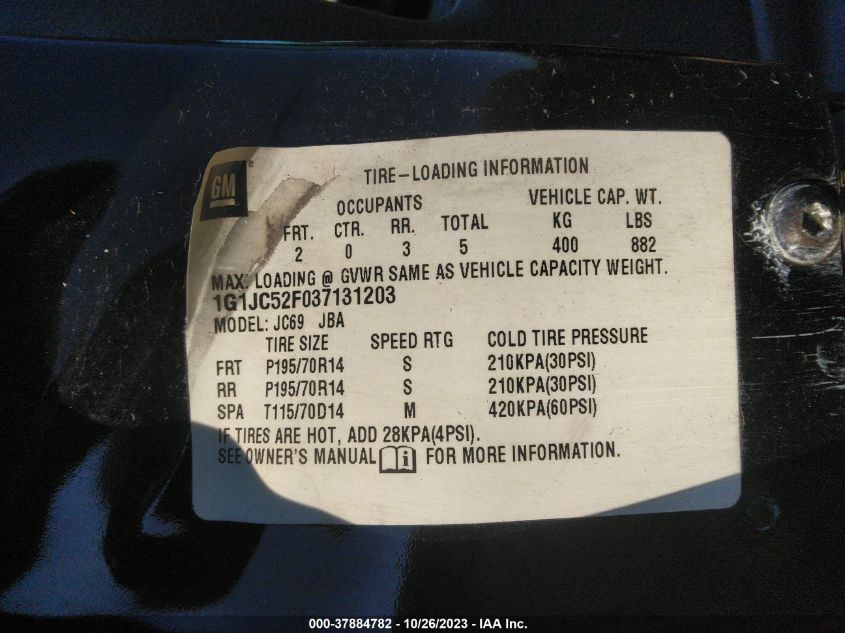 GM ®
TIRE-LOADING INFORMATION
OCCUPANTS VEHICLE CAP. WT.
FRT. CTR. RR. TOTAL KG LBS
2 0 3 5 400 882
MAX. LOADING @ GVWR SAME AS VEHICLE CAPACITY WEIGHT.
1G1JC52F037131203
MODEL: JC69 JBA
TIRE SIZE SPEED RTG COLD TIRE PRESSURE
FRT P195/70R14 S 210KPA(30PSI)
RR P195/70R14 S 210KPA(30PSI)
SPA T115/70D14 M 420KPA(60PSI)
IF TIRES ARE HOT, ADD 28KPA(4PSI).
SEE OWNER'S MANUAL i FOR MORE INFORMATION.
000-37884782 - 10/26/2023 - IAA Inc.